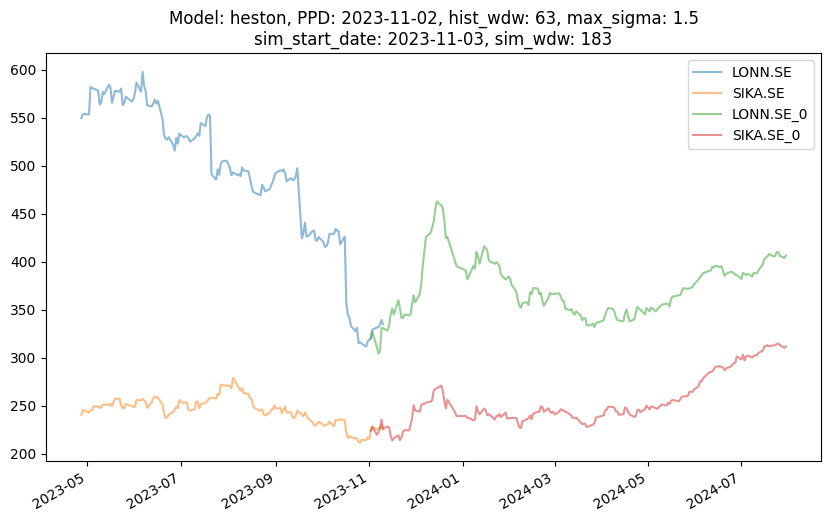 Model: heston, PPD: 2023-11-02, hist_wdw: 63, max_sigma: 1.5
sim_start_date: 2023-11-03, sim_wdw: 183
LONN.SE
SIKA.SE
LONN.SE_0
SIKA.SE_0
600
550
500
450
400
350
300
250
200
2023-05
2023-07
2023-09
2023-11
2024-01
2024-03
2024-05
2024-07